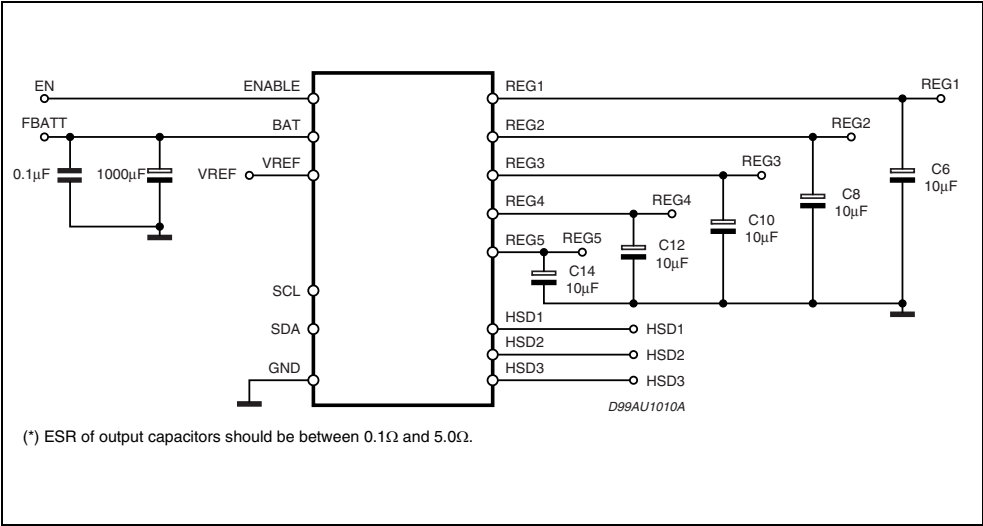 EN
ENABLE
FBATT
BAT
0.1μF
1000μF
VREF
VREF
SCL
SDA
GND
REG1
REG1
REG2
REG2
REG3
REG3
REG4
REG4
REG5
REG5
C6
10μF
C8
10μF
C10
10μF
C12
10μF
C14
10μF
HSD1
HSD1
HSD2
HSD2
HSD3
HSD3
D99AU1010A
(*) ESR of output capacitors should be between 0.1Ω and 5.0Ω.